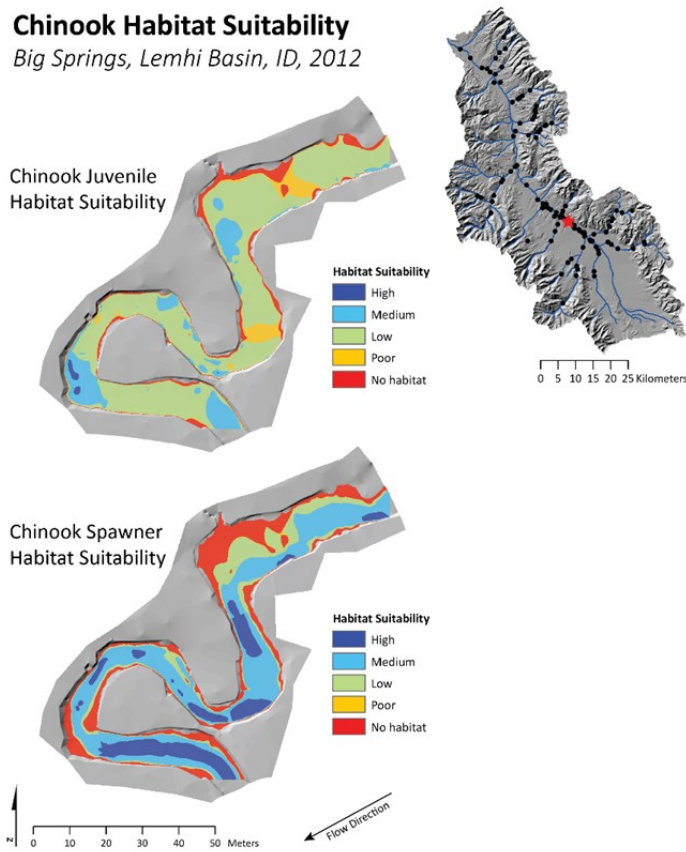 Chinook Habitat Suitability
Big Springs, Lemhi Basin, ID, 2012
Chinook Juvenile
Habitat Suitability
Habitat Suitability
High
Medium
Low
Poor
No habitat
0 5 10 15 20 25 Kilometers
Chinook Spawner
Habitat Suitability
Habitat Suitability
High
Medium
Low
Poor
No habitat
N
0 10 20 30 40 50 Meters
Flow Direction